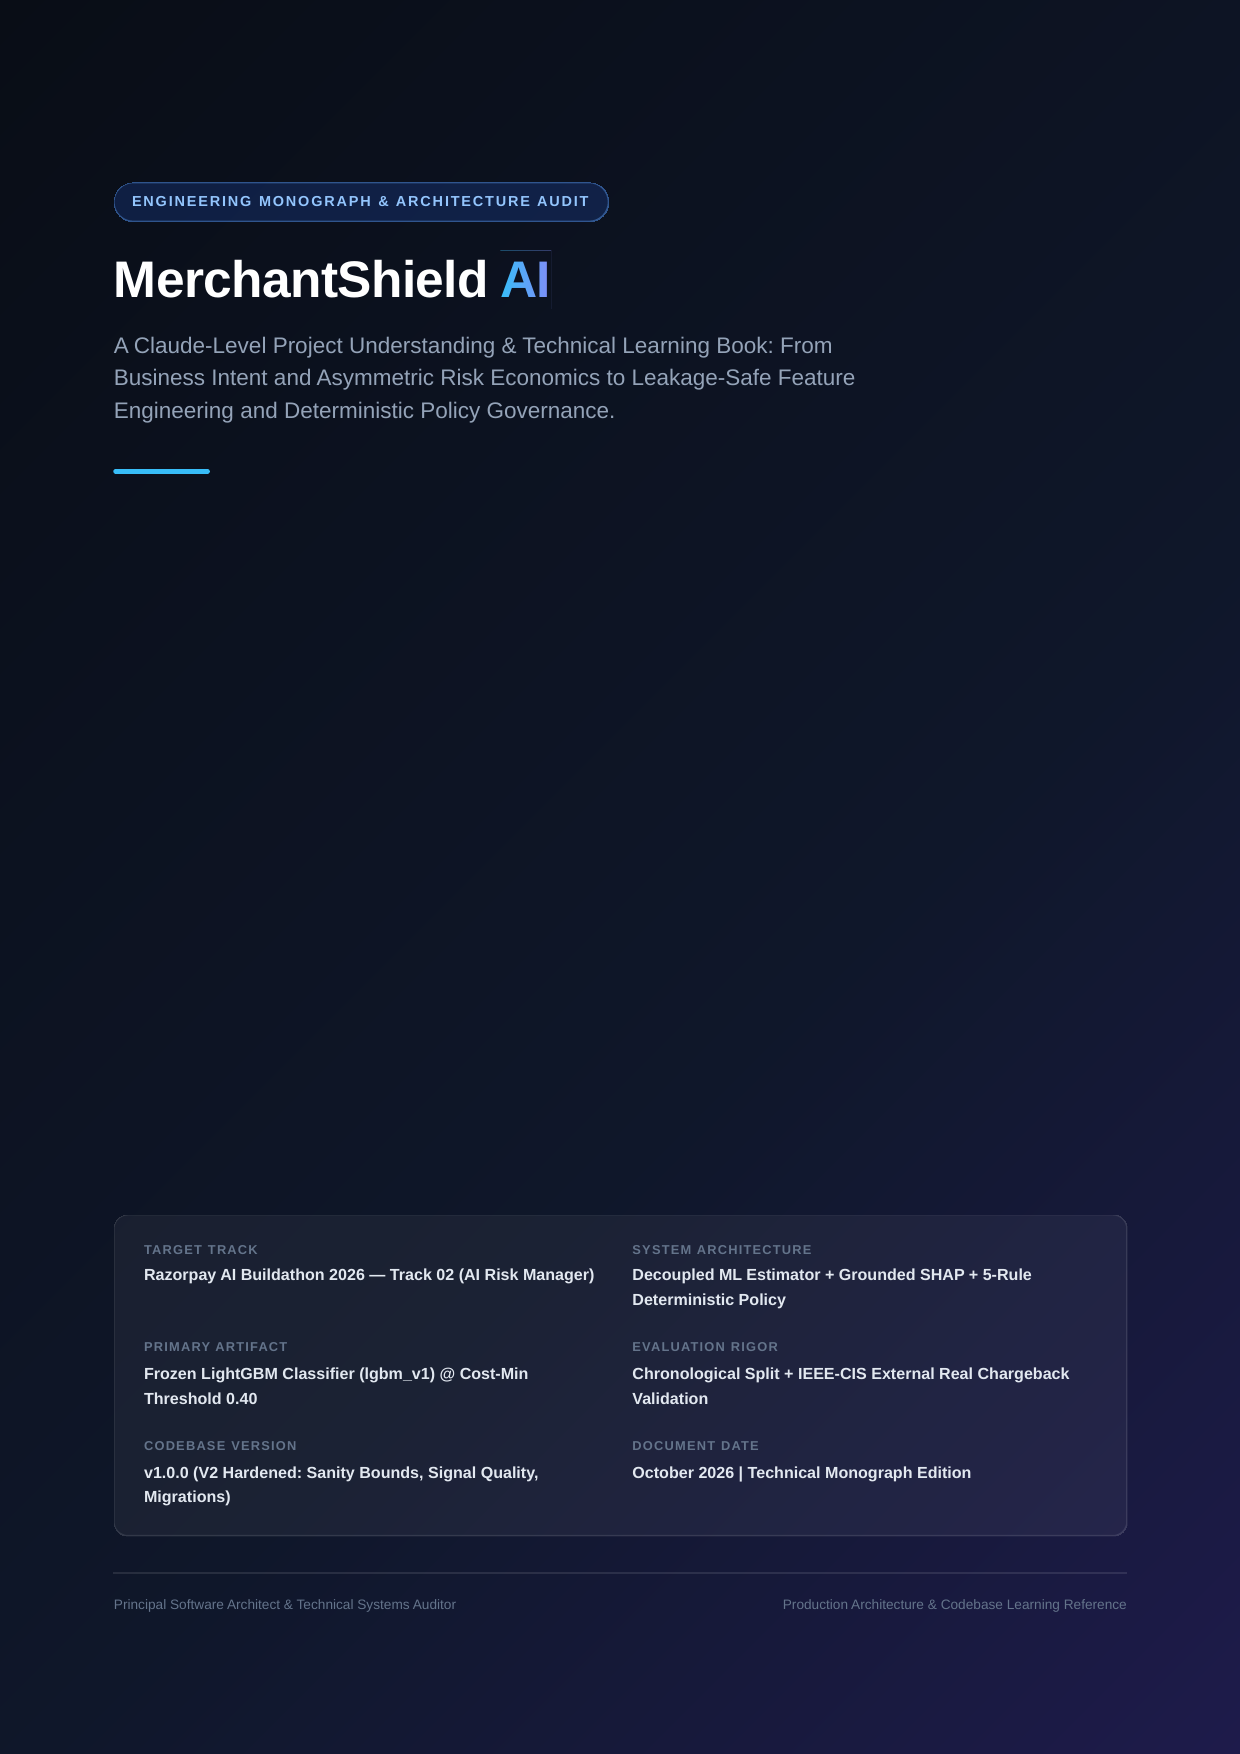 ENGINEERING MONOGRAPH & ARCHITECTURE AUDIT
MerchantShield AI
A Claude-Level Project Understanding & Technical Learning Book: From
Business Intent and Asymmetric Risk Economics to Leakage-Safe Feature
Engineering and Deterministic Policy Governance.
TARGET TRACK
Razorpay AI Buildathon 2026 — Track 02 (AI Risk Manager)
SYSTEM ARCHITECTURE
Decoupled ML Estimator + Grounded SHAP + 5-Rule
Deterministic Policy
PRIMARY ARTIFACT
Frozen LightGBM Classifier (lgbm_v1) @ Cost-Min
Threshold 0.40
EVALUATION RIGOR
Chronological Split + IEEE-CIS External Real Chargeback
Validation
CODEBASE VERSION
v1.0.0 (V2 Hardened: Sanity Bounds, Signal Quality,
Migrations)
DOCUMENT DATE
October 2026 | Technical Monograph Edition
Principal Software Architect & Technical Systems Auditor
Production Architecture & Codebase Learning Reference